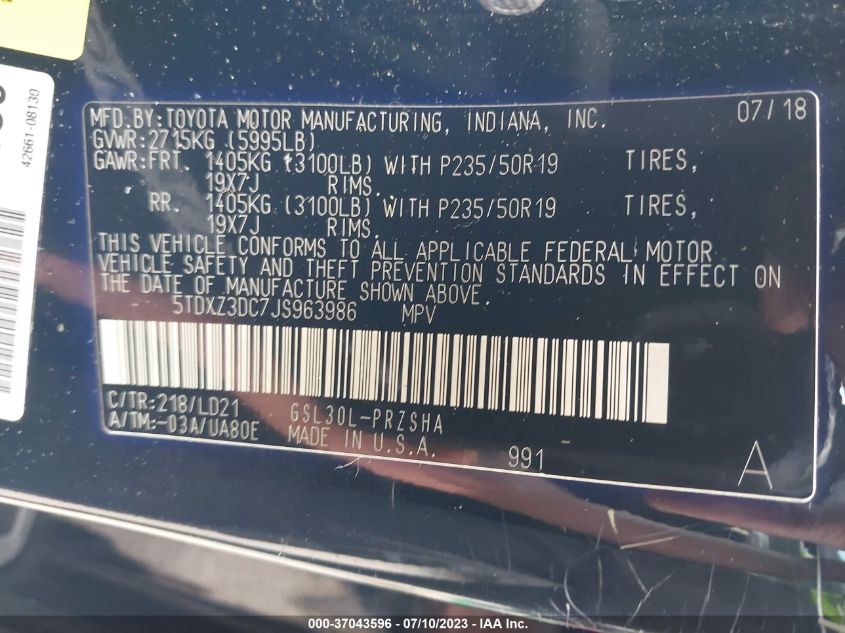 42661-08130
MFD.BY:TOYOTA MOTOR MANUFACTURING, INDIANA, INC. 07/18
GVWR:2715KG (5995LB)
GAWR:FRT. 1405KG (3100LB) WITH P235/50R19 TIRES,
19X7J RIMS.
RR. 1405KG (3100LB) WITH P235/50R19 TIRES,
19X7J RIMS.
THIS VEHICLE CONFORMS TO ALL APPLICABLE FEDERAL MOTOR
VEHICLE SAFETY AND THEFT PREVENTION STANDARDS IN EFFECT ON
THE DATE OF MANUFACTURE SHOWN ABOVE.
5TDXZ3DC7JS963986 MPV
C/TR:218/LD21 GSL30L-PRZSHA
A/TM:-03A/UA80E MADE IN U.S.A. 991 A
000-37043596 - 07/10/2023 - IAA Inc.